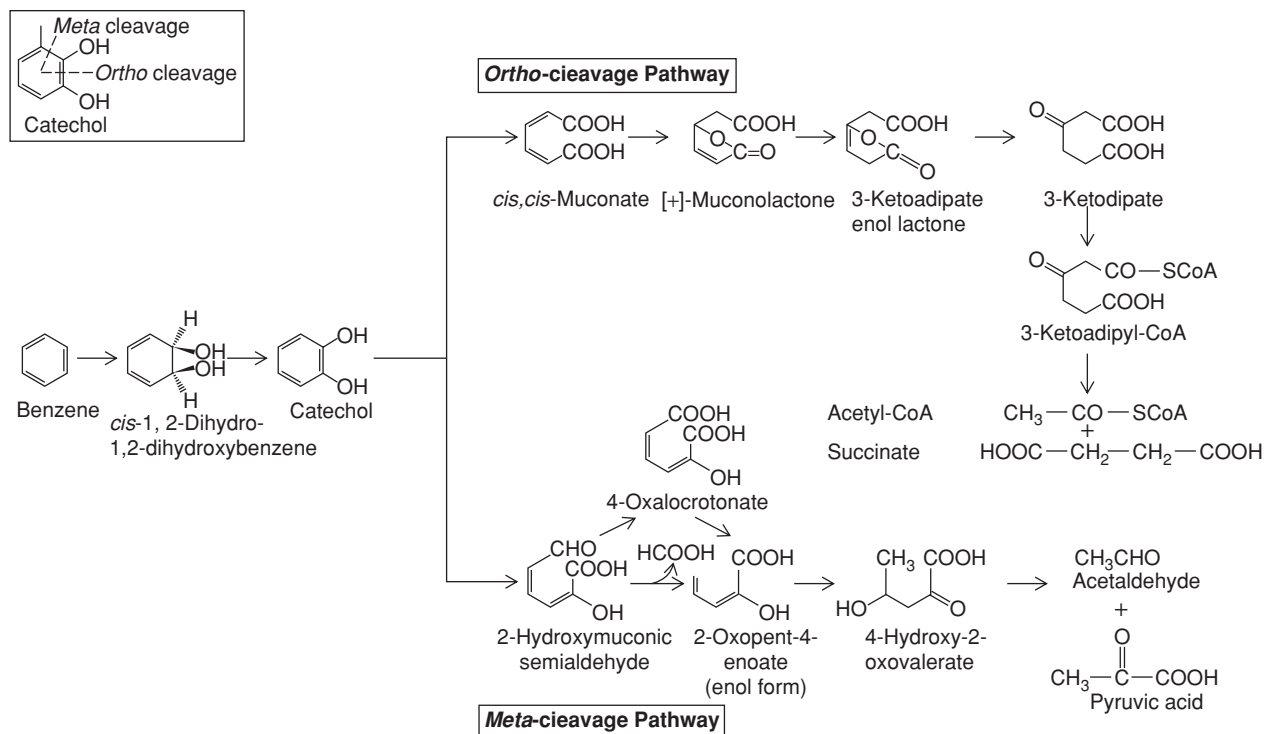 Meta cleavage
OH
Ortho cleavage
OH
Catechol
Ortho-cieavage Pathway
COOH
COOH
cis,cis-Muconate
COOH
O
C=O
[+]-Muconolactone
COOH
O
C
O
3-Ketoadipate
enol lactone
O
COOH
COOH
3-Ketodipate
O
CO—SCoA
COOH
3-Ketoadipyl-CoA
Benzene
H
OH
OH
H
cis-1, 2-Dihydro-
1,2-dihydroxybenzene
OH
OH
Catechol
Acetyl-CoA
CH3—CO—SCoA
+
Succinate
HOOC—CH2—CH2—COOH
COOH
COOH
OH
4-Oxalocrotonate
CHO
COOH
OH
2-Hydroxymuconic
semialdehyde
HCOOH
COOH
OH
2-Oxopent-4-
enoate
(enol form)
CH3
COOH
HO
O
4-Hydroxy-2-
oxovalerate
CH3CHO
Acetaldehyde
+
O
CH3—C—COOH
Pyruvic acid
Meta-cieavage Pathway